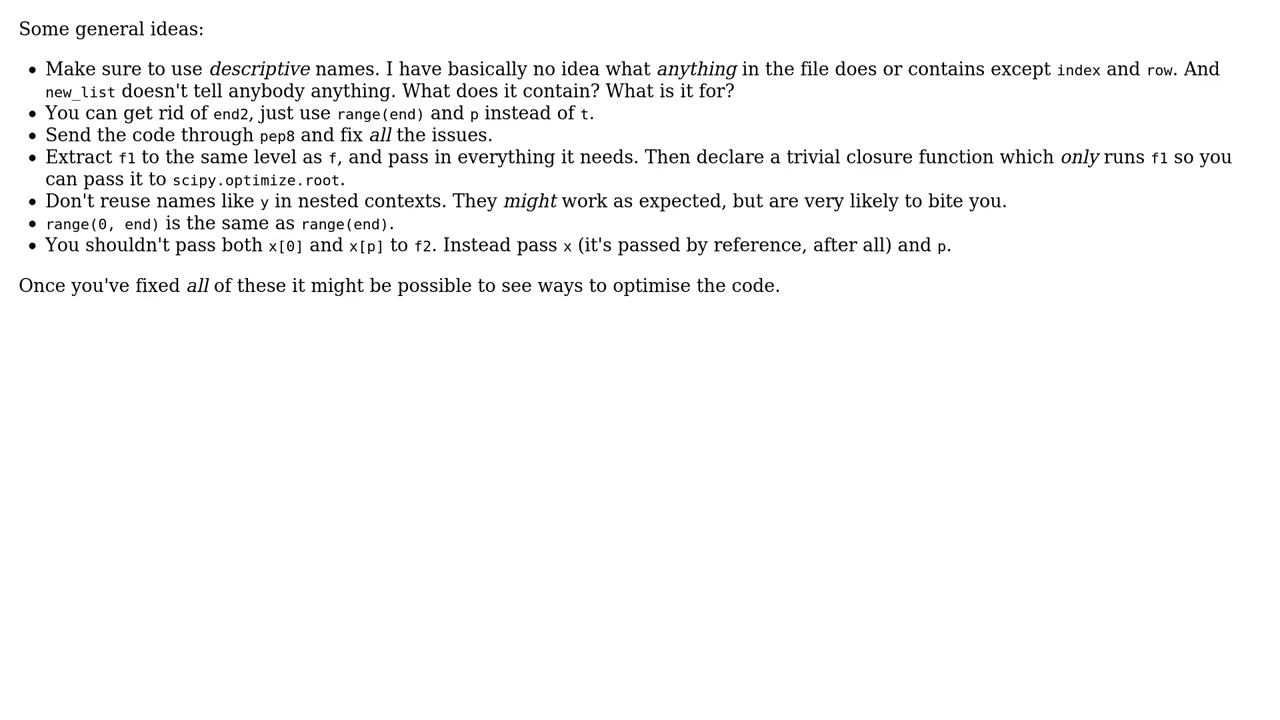 Some general ideas:
• Make sure to use descriptive names. I have basically no idea what anything in the file does or contains except index and row. And
new_list doesn't tell anybody anything. What does it contain? What is it for?
• You can get rid of end2, just use range(end) and p instead of t.
• Send the code through pep8 and fix all the issues.
• Extract f1 to the same level as f, and pass in everything it needs. Then declare a trivial closure function which only runs f1 so you
can pass it to scipy.optimize.root.
• Don't reuse names like y in nested contexts. They might work as expected, but are very likely to bite you.
• range(0, end) is the same as range(end).
• You shouldn't pass both x[0] and x[p] to f2. Instead pass x (it's passed by reference, after all) and p.
Once you've fixed all of these it might be possible to see ways to optimise the code.